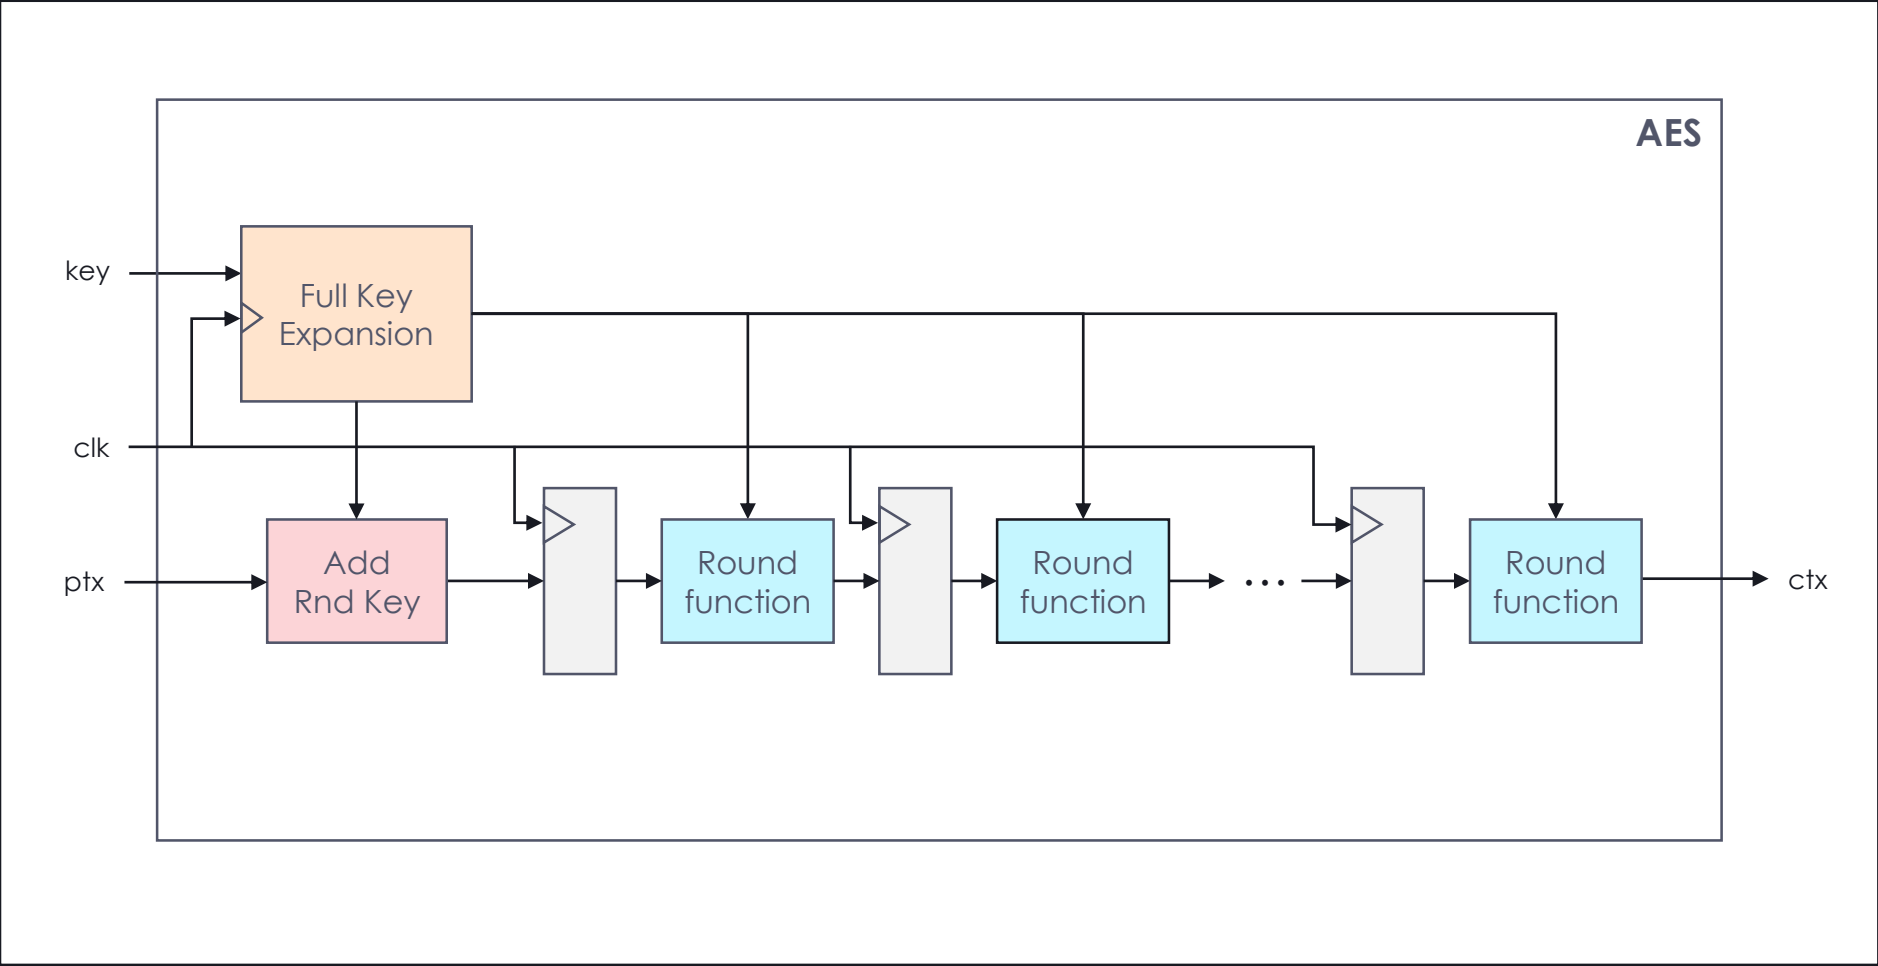 AES
key
Full Key
Expansion
clk
ptx
Add
Rnd Key
Round
function
Round
function
...
Round
function
ctx